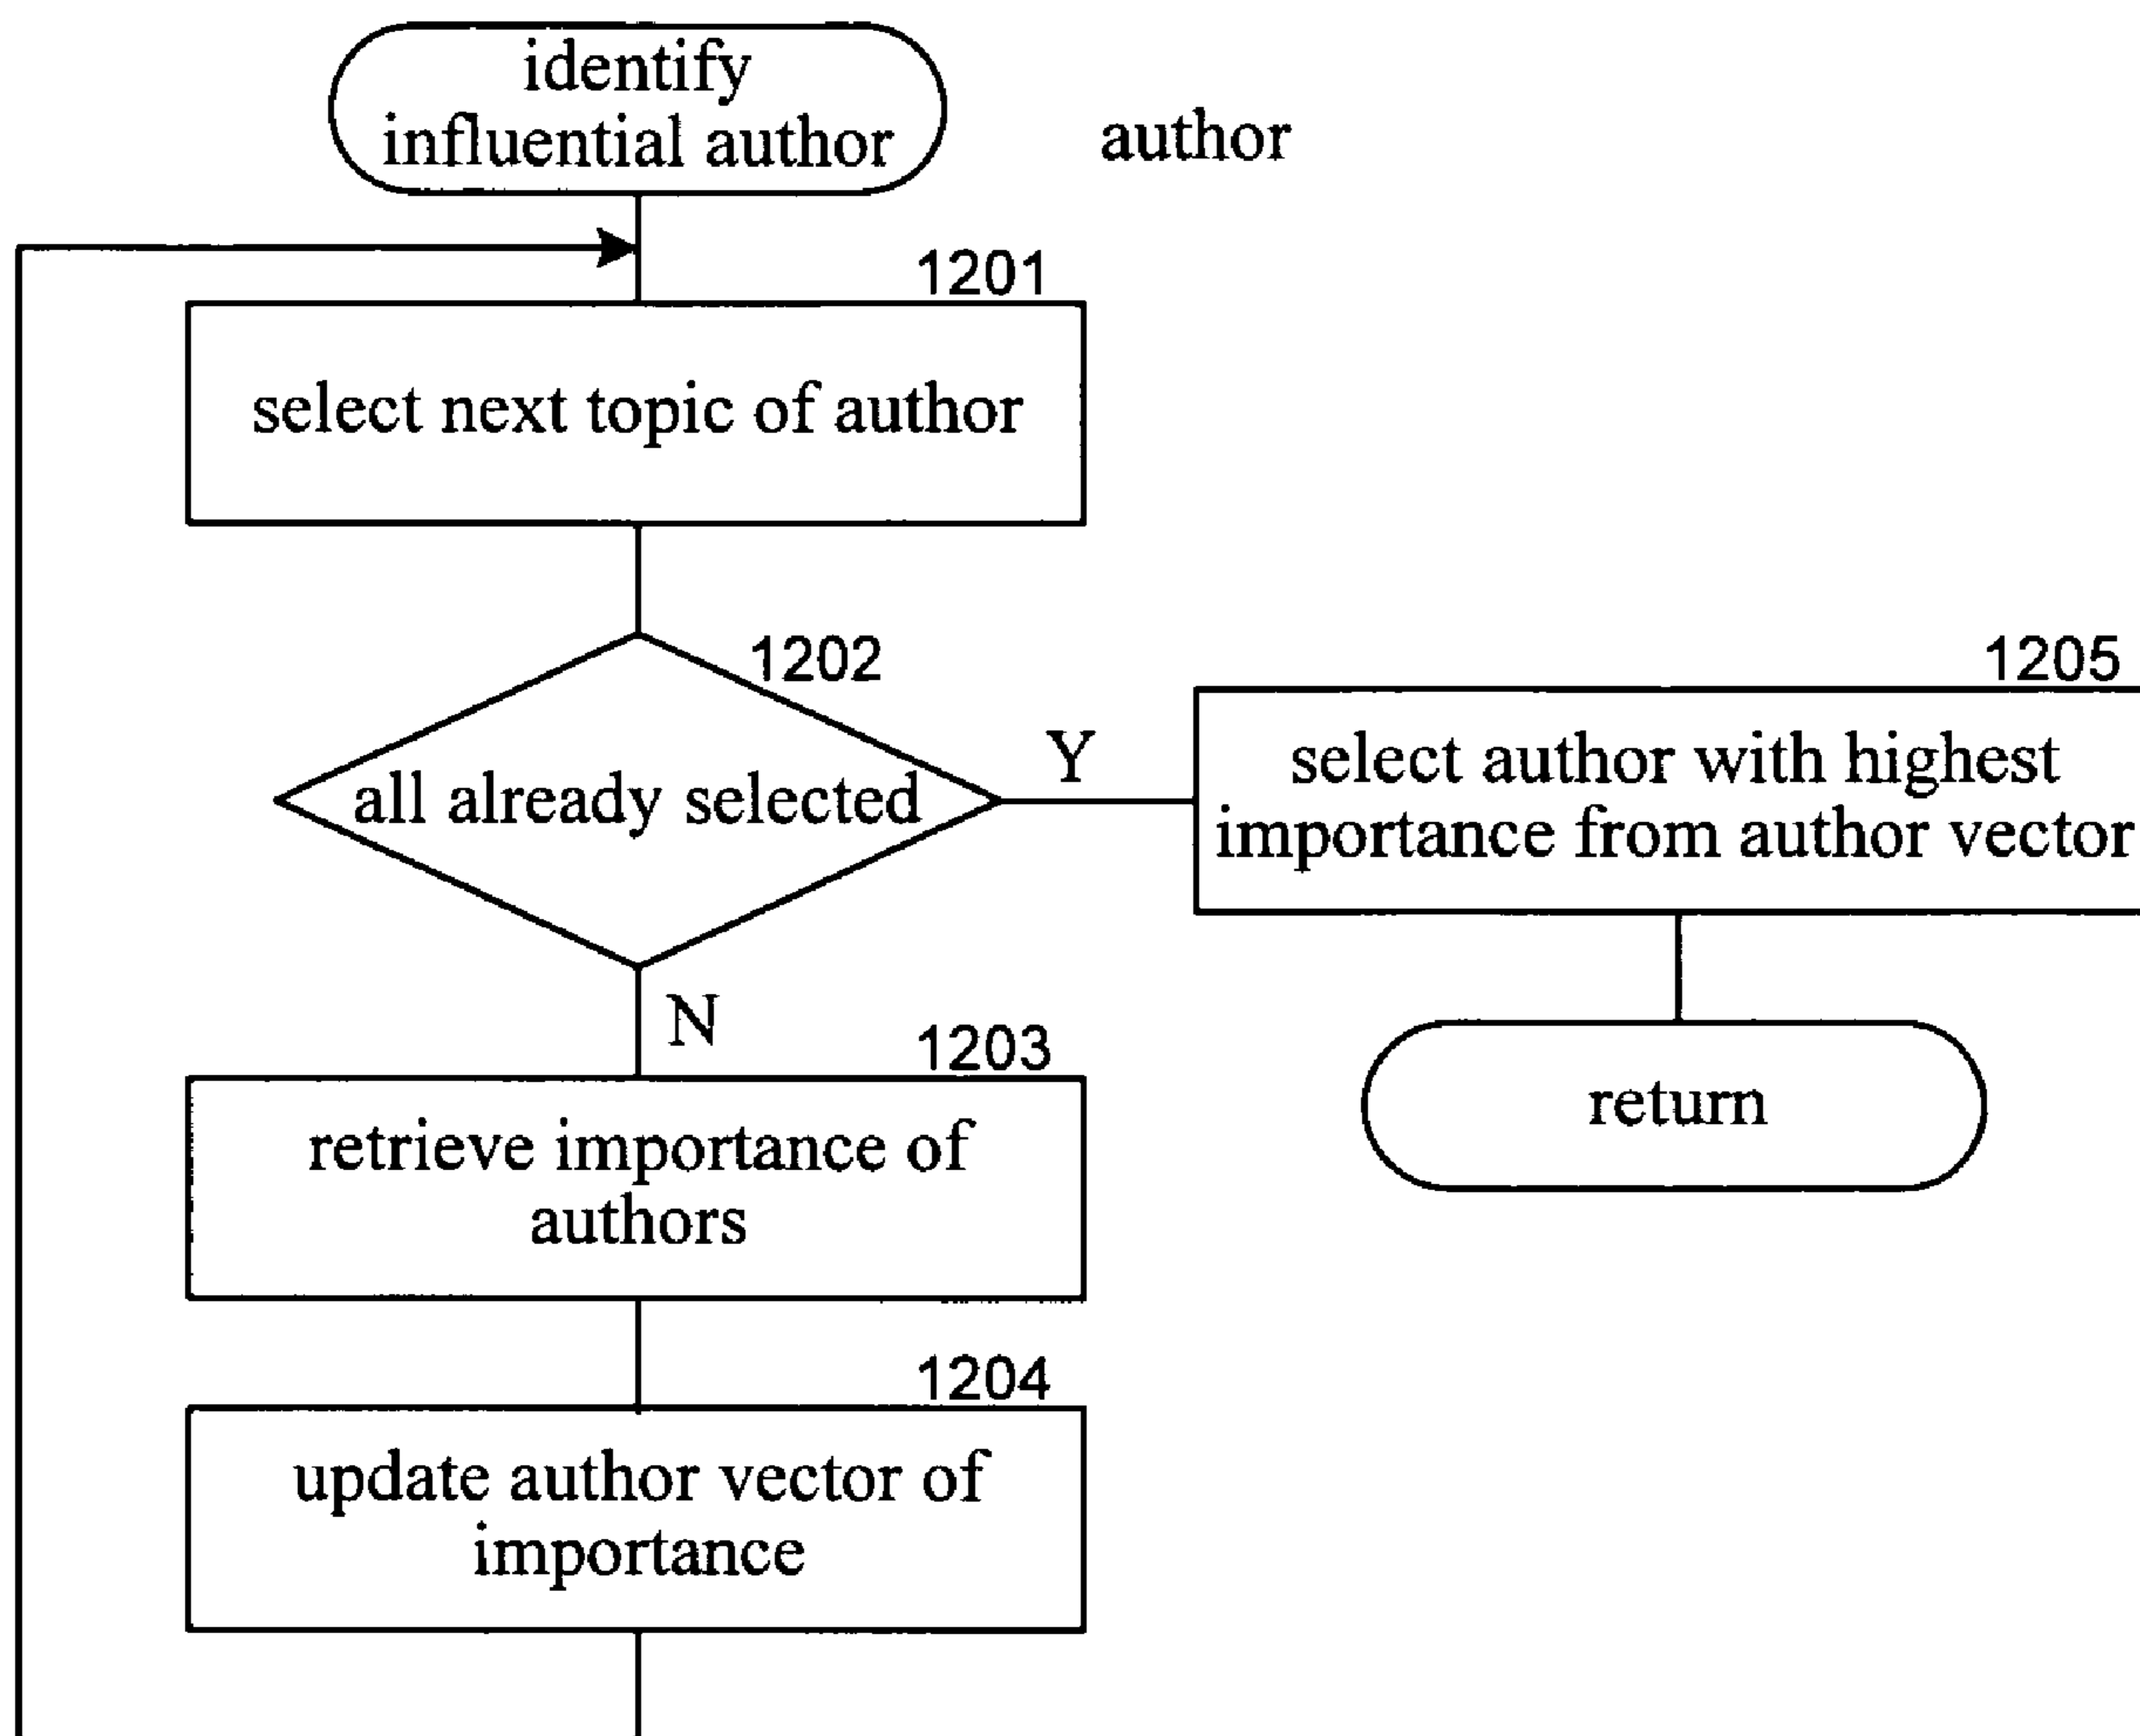 identify
influential author
author
1201
select next topic of author
1202
all already selected
Y
1205
select author with highest
importance from author vector
N
1203
retrieve importance of
authors
return
1204
update author vector of
importance